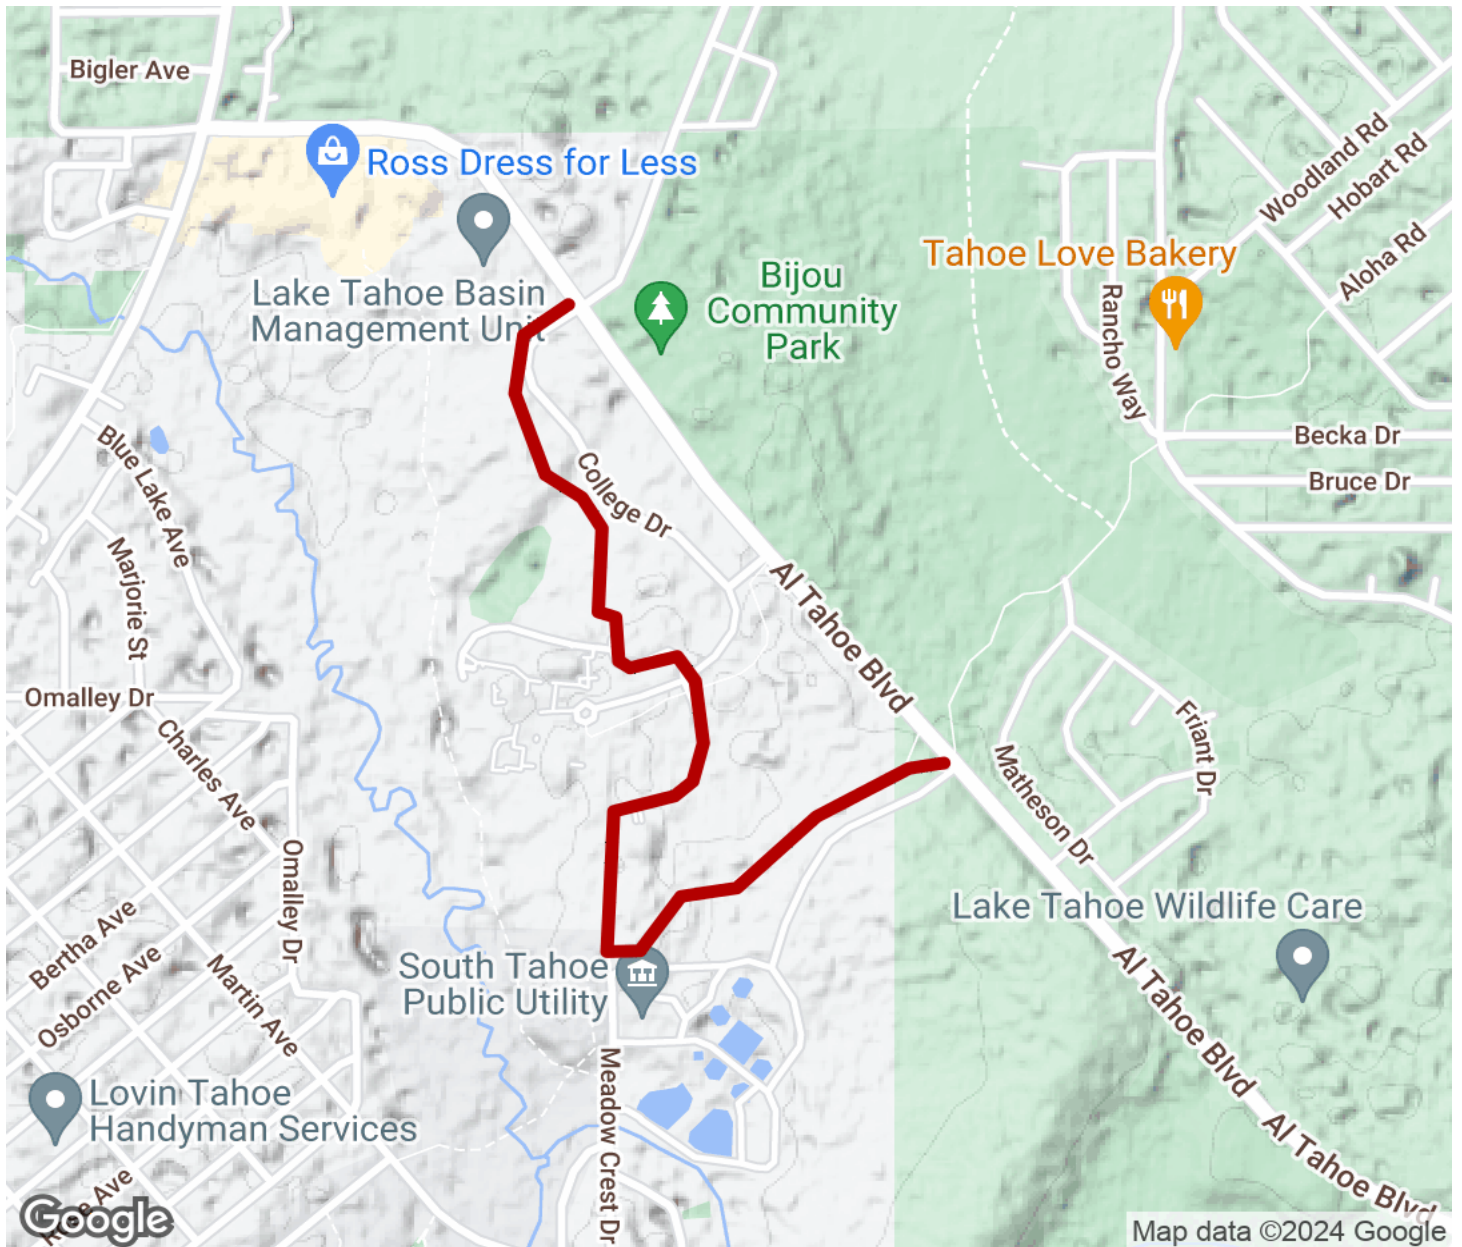 Bigler Ave
Ross Dress for Less
Woodland Rd
Hobart Rd
Aloha Rd
Tahoe Love Bakery
Lake Tahoe Basin
Management Unit
Bijou
Community
Park
Rancho Way
Becka Dr
Bruce Dr
Blue Lake Ave
College Dr
Marjorie St
Al Tahoe Blvd
Omalley Dr
Charles Ave
Friant Dr
Matheson Dr
Omalley Dr
Lake Tahoe Wildlife Care
Bertha Ave
Osborne Ave
Martin Ave
South Tahoe
Public Utility
Al Tahoe Blvd
Meadow Crest Dr
Lovin Tahoe
Handyman Services
Al Tahoe Blvd
Ave
Google
Map data ©2024 Google